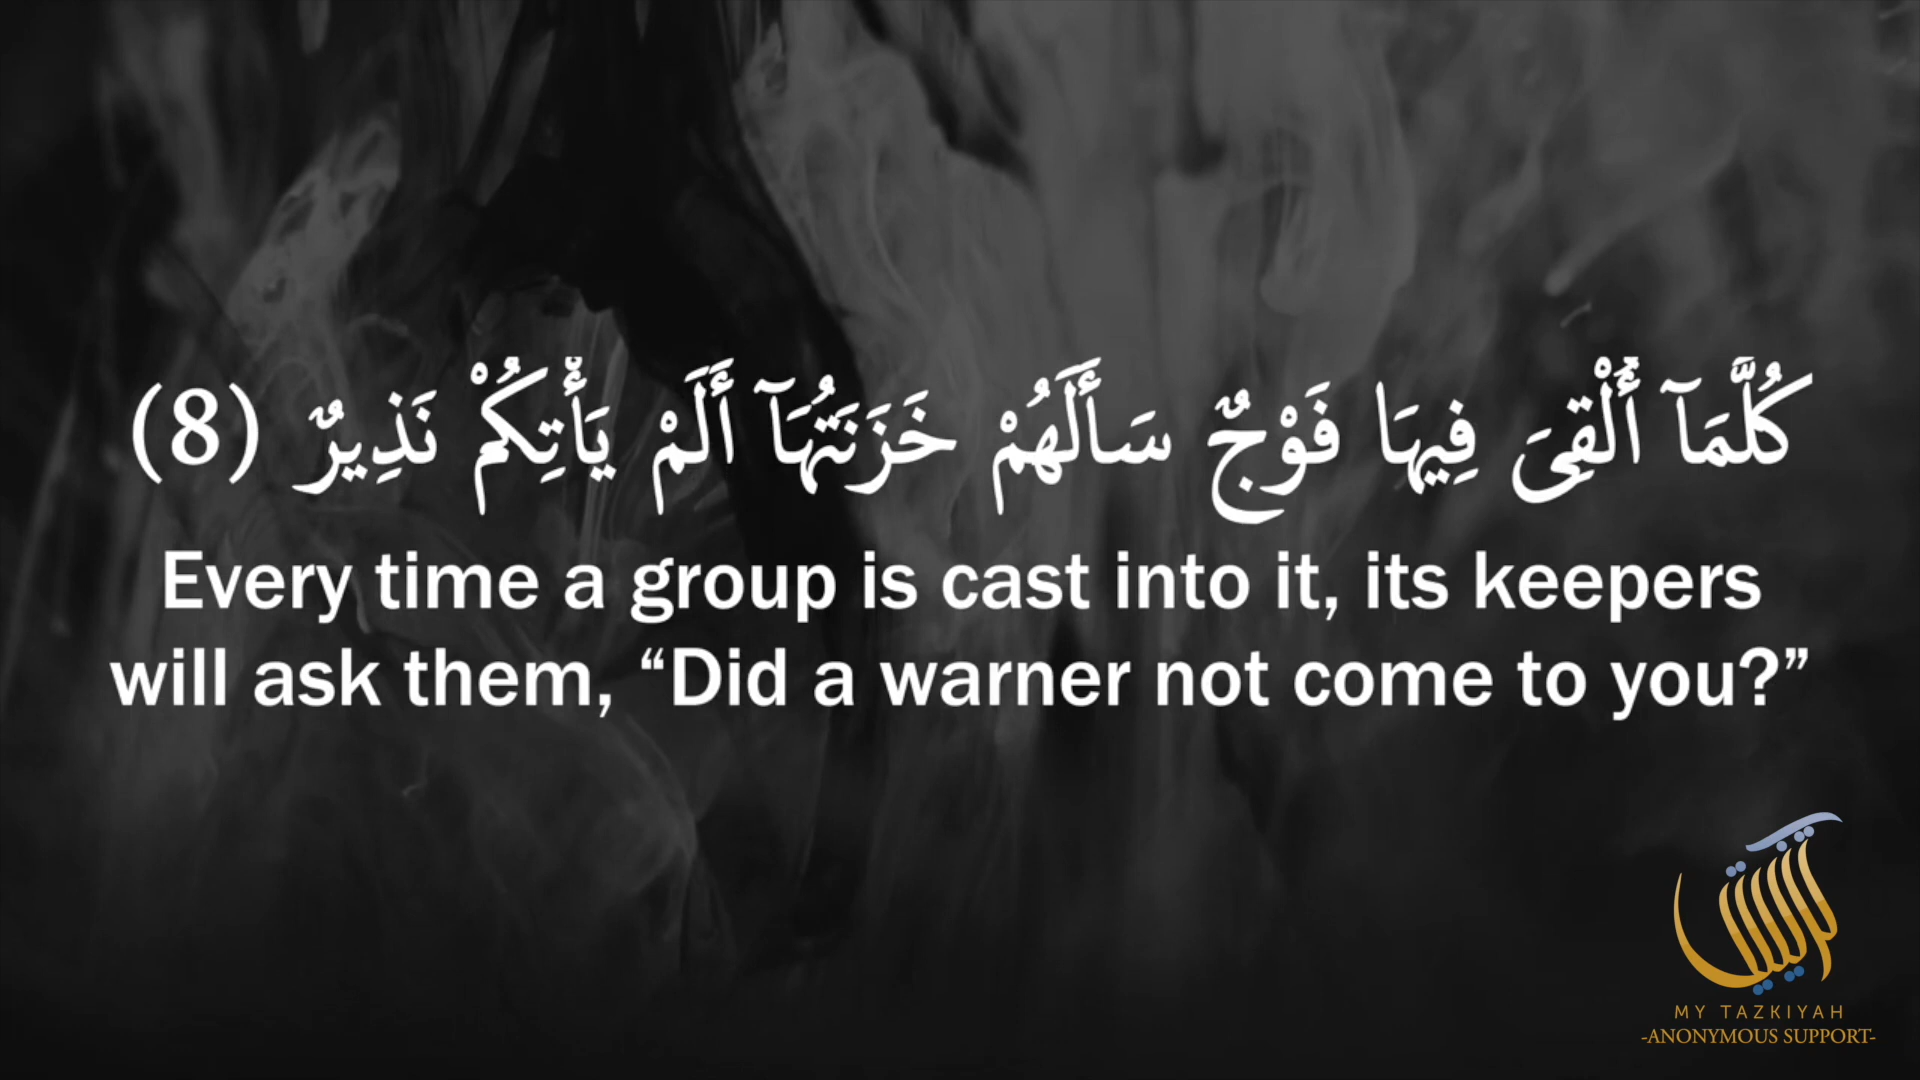 كُلَّمَآ أُلْقِىَ فِيهَا فَوْجٌ سَأَلَهُمْ خَزَنَتُهَآ أَلَمْ يَأْتِكُمْ نَذِيرٌ (8)
Every time a group is cast into it, its keepers
will ask them, “Did a warner not come to you?”
MY TAZKIYAH
-ANONYMOUS SUPPORT-